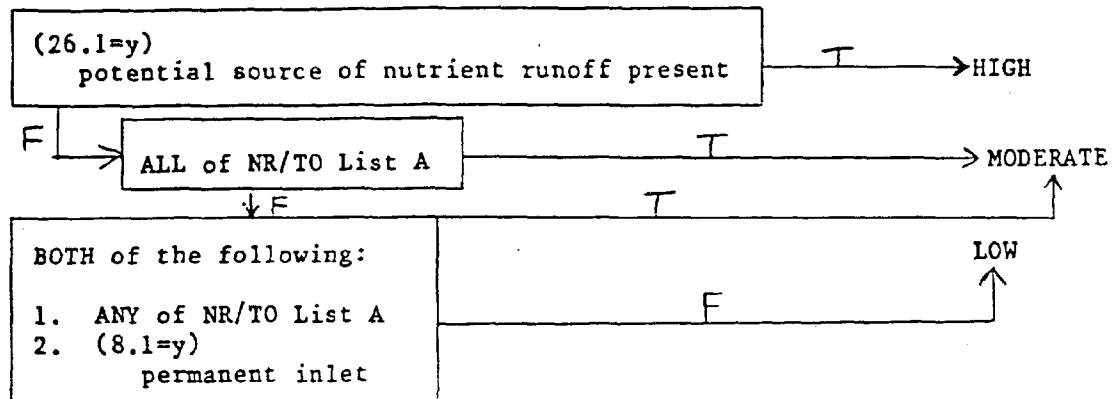 (26.1=y)
potential source of nutrient runoff present
T
HIGH
F
ALL of NR/TO List A
T
MODERATE
F
T
BOTH of the following:
LOW
1. ANY of NR/TO List A
F
2. (8.1=y)
permanent inlet